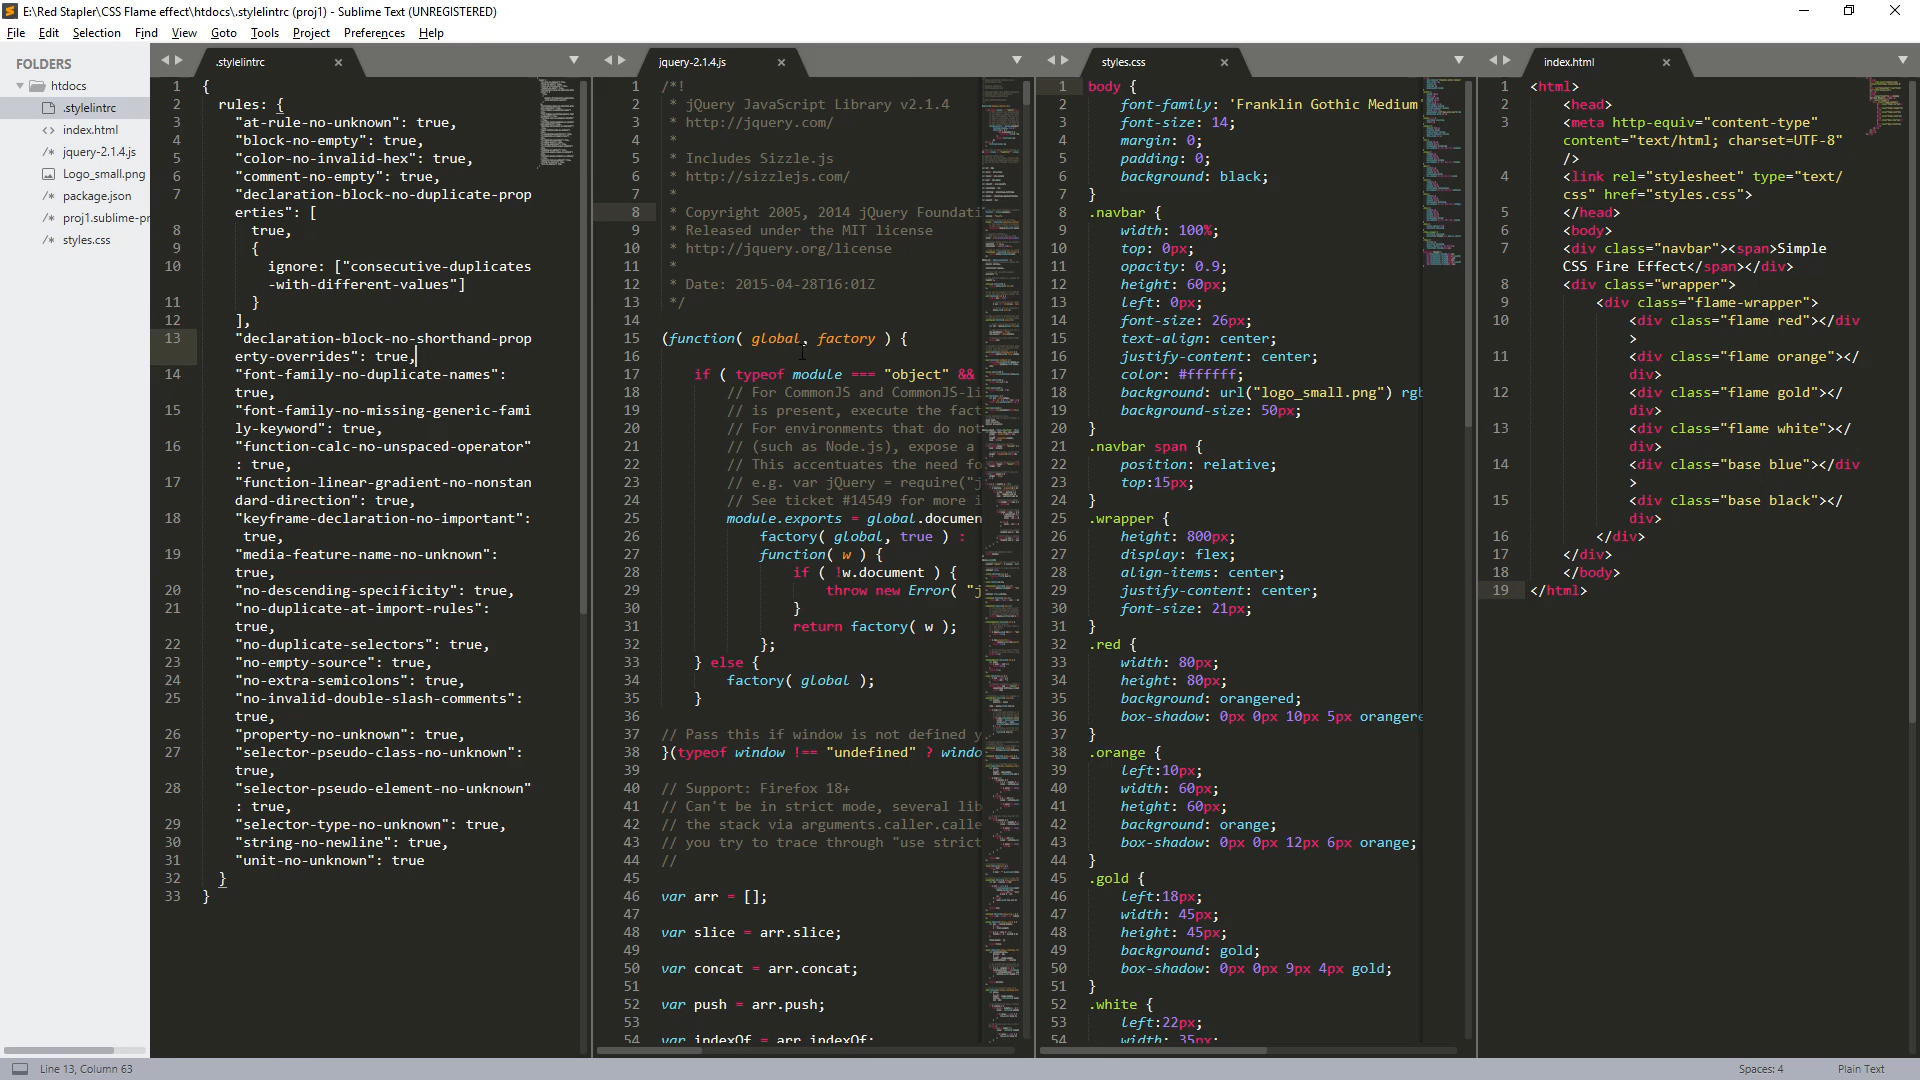 E:\Red Stapler\CSS Flame effect\htdocs\.stylelintrc (proj1) - Sublime Text (UNREGISTERED)
File Edit Selection Find View Goto Tools Project Preferences Help
FOLDERS
htdocs
.stylelintrc
index.html
jquery-2.1.4.js
Logo_small.png
package.json
proj1.sublime-pr
styles.css
.stylelintrc
1 {
2 rules: {
3 "at-rule-no-unknown": true,
4 "block-no-empty": true,
5 "color-no-invalid-hex": true,
6 "comment-no-empty": true,
7 "declaration-block-no-duplicate-prop
erties": [
8 true,
9 {
10 ignore: ["consecutive-duplicates
-with-different-values"]
11 }
12 ],
13 "declaration-block-no-shorthand-prop
erty-overrides": true,
14 "font-family-no-duplicate-names":
true,
15 "font-family-no-missing-generic-fami
ly-keyword": true,
16 "function-calc-no-unspaced-operator"
: true,
17 "function-linear-gradient-no-nonstan
dard-direction": true,
18 "keyframe-declaration-no-important":
true,
19 "media-feature-name-no-unknown":
true,
20 "no-descending-specificity": true,
21 "no-duplicate-at-import-rules":
true,
22 "no-duplicate-selectors": true,
23 "no-empty-source": true,
24 "no-extra-semicolons": true,
25 "no-invalid-double-slash-comments":
true,
26 "property-no-unknown": true,
27 "selector-pseudo-class-no-unknown":
true,
28 "selector-pseudo-element-no-unknown"
: true,
29 "selector-type-no-unknown": true,
30 "string-no-newline": true,
31 "unit-no-unknown": true
32 }
33 }
jquery-2.1.4.js
1 /*!
2 * jQuery JavaScript Library v2.1.4
3 * http://jquery.com/
4 *
5 * Includes Sizzle.js
6 * http://sizzlejs.com/
7 *
8 * Copyright 2005, 2014 jQuery Foundati
9 * Released under the MIT license
10 * http://jquery.org/license
11 *
12 * Date: 2015-04-28T16:01Z
13 */
14
15 (function( global, factory ) {
16
17 if ( typeof module === "object" &&
18 // For CommonJS and CommonJS-li
19 // is present, execute the fact
20 // For environments that do not
21 // (such as Node.js), expose a
22 // This accentuates the need fo
23 // e.g. var jQuery = require("j
24 // See ticket #14549 for more i
25 module.exports = global.documen
26 factory( global, true ) :
27 function( w ) {
28 if ( !w.document ) {
29 throw new Error( "j
30 }
31 return factory( w );
32 };
33 } else {
34 factory( global );
35 }
36
37 // Pass this if window is not defined y
38 }(typeof window !== "undefined" ? windo
39
40 // Support: Firefox 18+
41 // Can't be in strict mode, several lib
42 // the stack via arguments.caller.calle
43 // you try to trace through "use strict
44 //
45
46 var arr = [];
47
48 var slice = arr.slice;
49
50 var concat = arr.concat;
51
52 var push = arr.push;
53
54 var indexOf = arr.indexOf;
styles.css
1 body {
2 font-family: 'Franklin Gothic Medium'
3 font-size: 14;
4 margin: 0;
5 padding: 0;
6 background: black;
7 }
8 .navbar {
9 width: 100%;
10 top: 0px;
11 opacity: 0.9;
12 height: 60px;
13 left: 0px;
14 font-size: 26px;
15 text-align: center;
16 justify-content: center;
17 color: #ffffff;
18 background: url("logo_small.png") rgb
19 background-size: 50px;
20 }
21 .navbar span {
22 position: relative;
23 top:15px;
24 }
25 .wrapper {
26 height: 800px;
27 display: flex;
28 align-items: center;
29 justify-content: center;
30 font-size: 21px;
31 }
32 .red {
33 width: 80px;
34 height: 80px;
35 background: orangered;
36 box-shadow: 0px 0px 10px 5px orangere
37 }
38 .orange {
39 left:10px;
40 width: 60px;
41 height: 60px;
42 background: orange;
43 box-shadow: 0px 0px 12px 6px orange;
44 }
45 .gold {
46 left:18px;
47 width: 45px;
48 height: 45px;
49 background: gold;
50 box-shadow: 0px 0px 9px 4px gold;
51 }
52 .white {
53 left:22px;
54 width: 35px;
index.html
1 <html>
2 <head>
3 <meta http-equiv="content-type"
content="text/html; charset=UTF-8"
/>
4 <link rel="stylesheet" type="text/
css" href="styles.css">
5 </head>
6 <body>
7 <div class="navbar"><span>Simple
CSS Fire Effect</span></div>
8 <div class="wrapper">
9 <div class="flame-wrapper">
10 <div class="flame red"></div
>
11 <div class="flame orange"></
div>
12 <div class="flame gold"></
div>
13 <div class="flame white"></
div>
14 <div class="base blue"></div
>
15 <div class="base black"></
div>
16 </div>
17 </div>
18 </body>
19 </html>
Line 13, Column 63
Spaces: 4
Plain Text